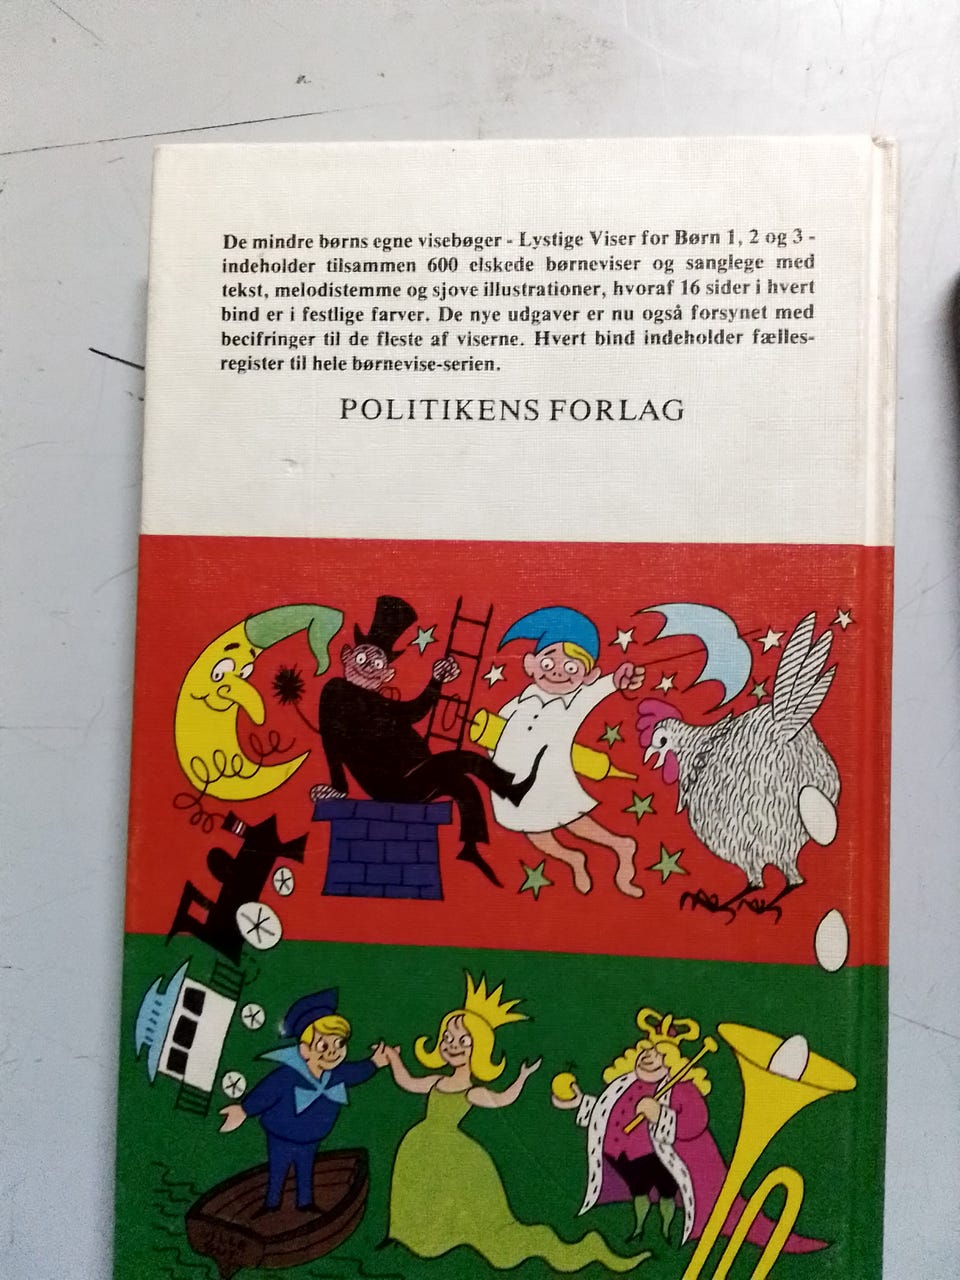 De mindre børns egne visebøger - Lystige Viser for Børn 1, 2 og 3 -
indeholder tilsammen 600 elskede børneviser og sanglege med
tekst, melodistemme og sjove illustrationer, hvoraf 16 sider i hvert
bind er i festlige farver. De nye udgaver er nu også forsynet med
becifringer til de fleste af viserne. Hvert bind indeholder fælles-
register til hele børnevise-serien.
POLITIKENS FORLAG